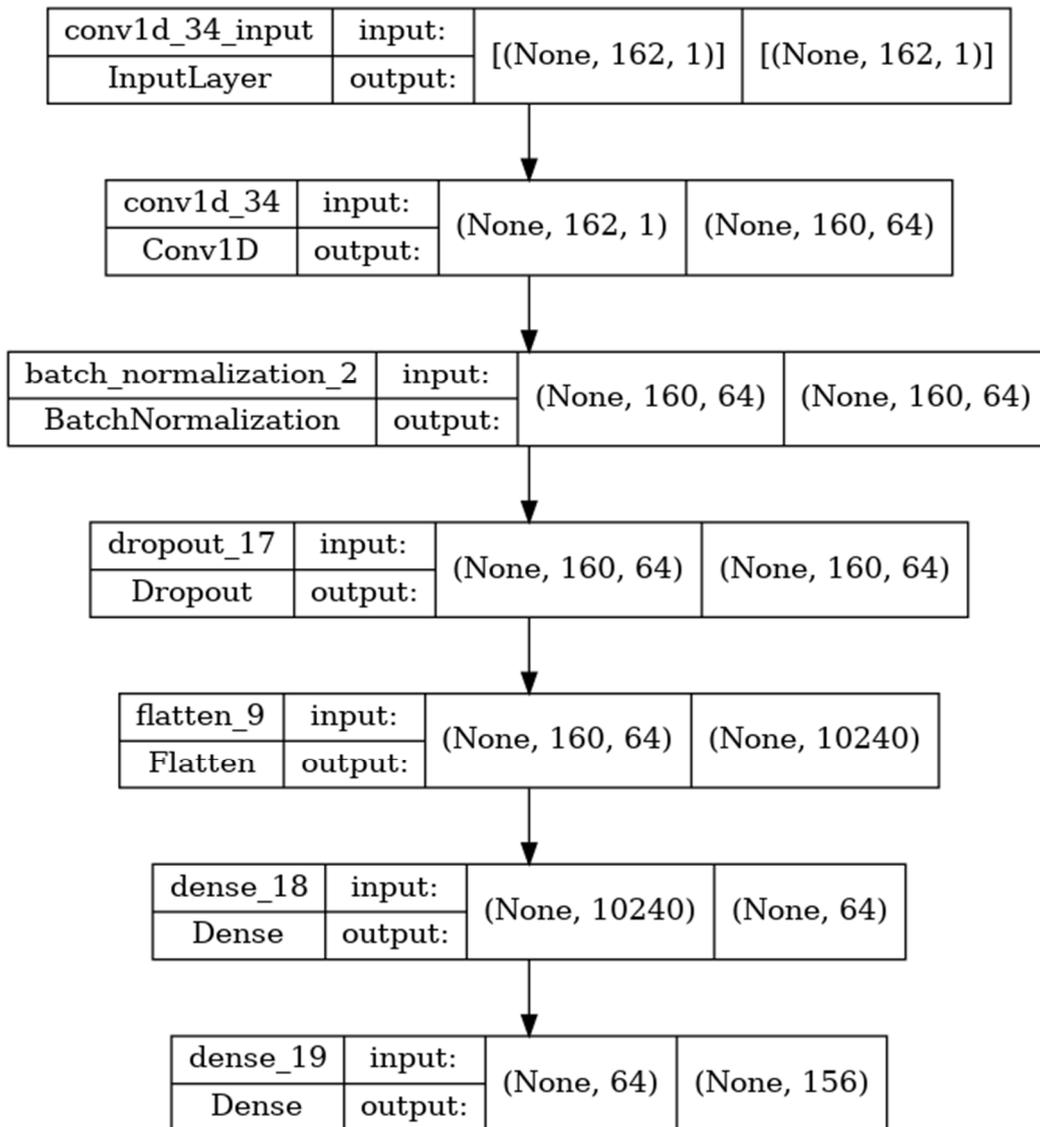 conv1d_34_input input: [(None, 162, 1)] [(None, 162, 1)]
InputLayer output:
conv1d_34 input: (None, 162, 1) (None, 160, 64)
Conv1D output:
batch_normalization_2 input: (None, 160, 64) (None, 160, 64)
BatchNormalization output:
dropout_17 input: (None, 160, 64) (None, 160, 64)
Dropout output:
flatten_9 input: (None, 160, 64) (None, 10240)
Flatten output:
dense_18 input: (None, 10240) (None, 64)
Dense output:
dense_19 input: (None, 64) (None, 156)
Dense output: